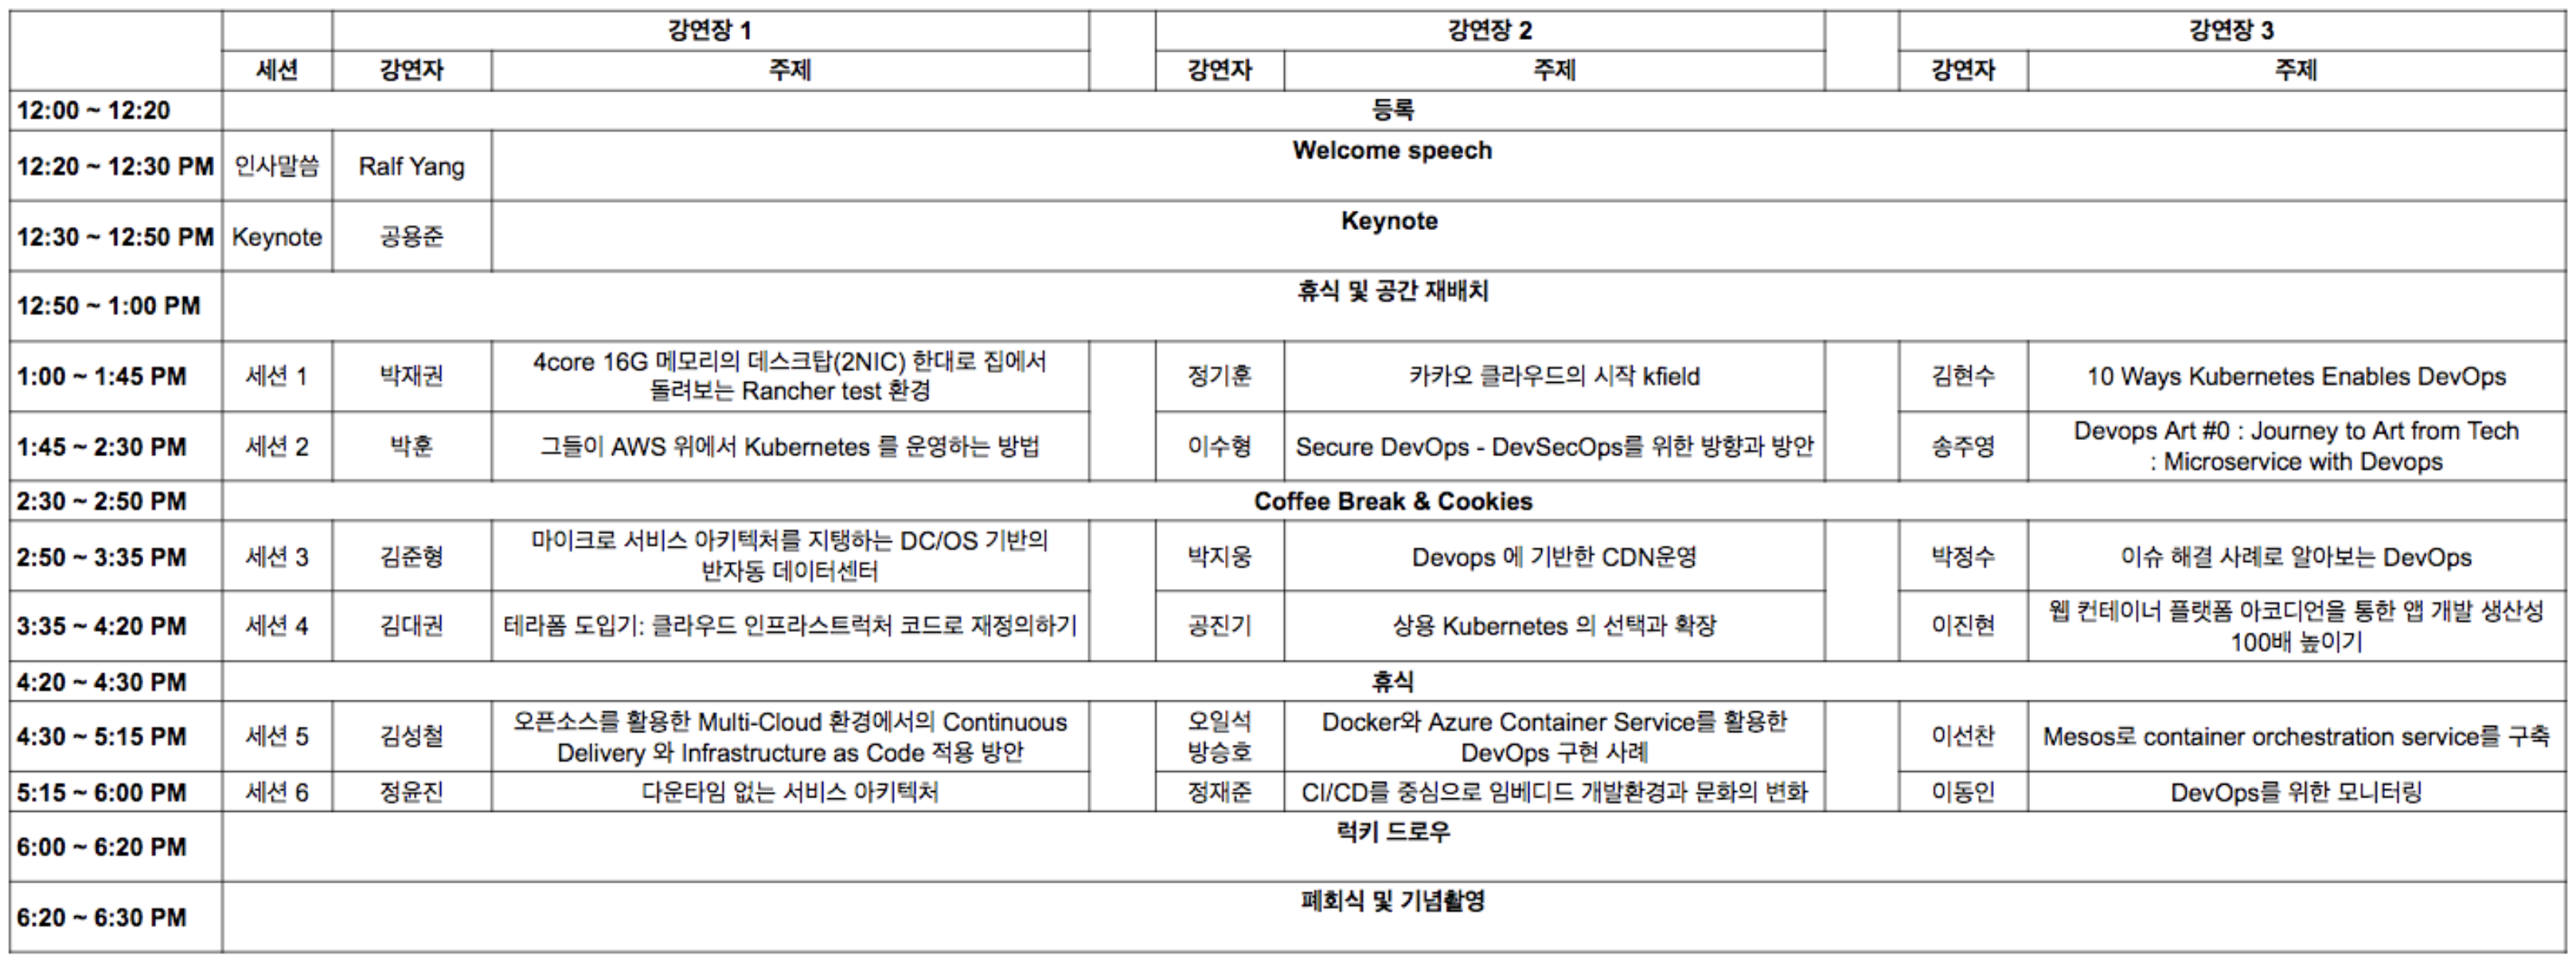 강연장 1 강연장 2 강연장 3
세션 강연자 주제 강연자 주제 강연자 주제
12:00 ~ 12:20 등록
12:20 ~ 12:30 PM 인사말씀 Ralf Yang Welcome speech
12:30 ~ 12:50 PM Keynote 공용준 Keynote
12:50 ~ 1:00 PM 휴식 및 공간 재배치
1:00 ~ 1:45 PM 세션 1 박재권 4core 16G 메모리의 데스크탑(2NIC) 한대로 집에서
돌려보는 Rancher test 환경 정기훈 카카오 클라우드의 시작 kfield 김현수 10 Ways Kubernetes Enables DevOps
1:45 ~ 2:30 PM 세션 2 박훈 그들이 AWS 위에서 Kubernetes 를 운영하는 방법 이수형 Secure DevOps - DevSecOps를 위한 방향과 방안 송주영 Devops Art #0 : Journey to Art from Tech
: Microservice with Devops
2:30 ~ 2:50 PM Coffee Break & Cookies
2:50 ~ 3:35 PM 세션 3 김준형 마이크로 서비스 아키텍처를 지탱하는 DC/OS 기반의
반자동 데이터센터 박지웅 Devops 에 기반한 CDN운영 박정수 이슈 해결 사례로 알아보는 DevOps
3:35 ~ 4:20 PM 세션 4 김대권 테라폼 도입기: 클라우드 인프라스트럭처 코드로 재정의하기 공진기 상용 Kubernetes 의 선택과 확장 이진현 웹 컨테이너 플랫폼 아코디언을 통한 앱 개발 생산성
100배 높이기
4:20 ~ 4:30 PM 휴식
4:30 ~ 5:15 PM 세션 5 김성철 오픈소스를 활용한 Multi-Cloud 환경에서의 Continuous
Delivery 와 Infrastructure as Code 적용 방안 오일석
방승호 Docker와 Azure Container Service를 활용한
DevOps 구현 사례 이선찬 Mesos로 container orchestration service를 구축
5:15 ~ 6:00 PM 세션 6 정윤진 다운타임 없는 서비스 아키텍처 정재준 CI/CD를 중심으로 임베디드 개발환경과 문화의 변화 이동인 DevOps를 위한 모니터링
6:00 ~ 6:20 PM 럭키 드로우
6:20 ~ 6:30 PM 폐회식 및 기념촬영